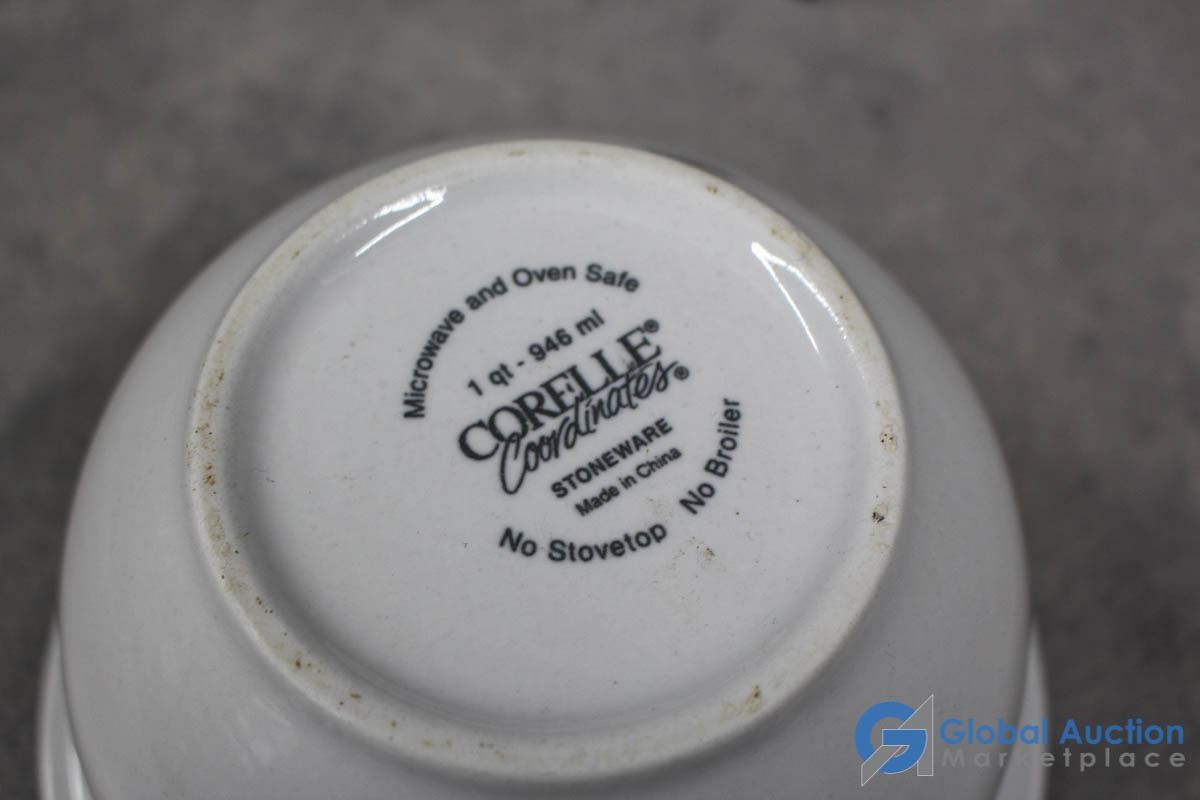 Microwave and Oven Safe
1 qt - 946 ml
CORELLE®
Coordinates®
STONEWARE
Made in China
No Stovetop No Broiler
Global Auction
Marketplace